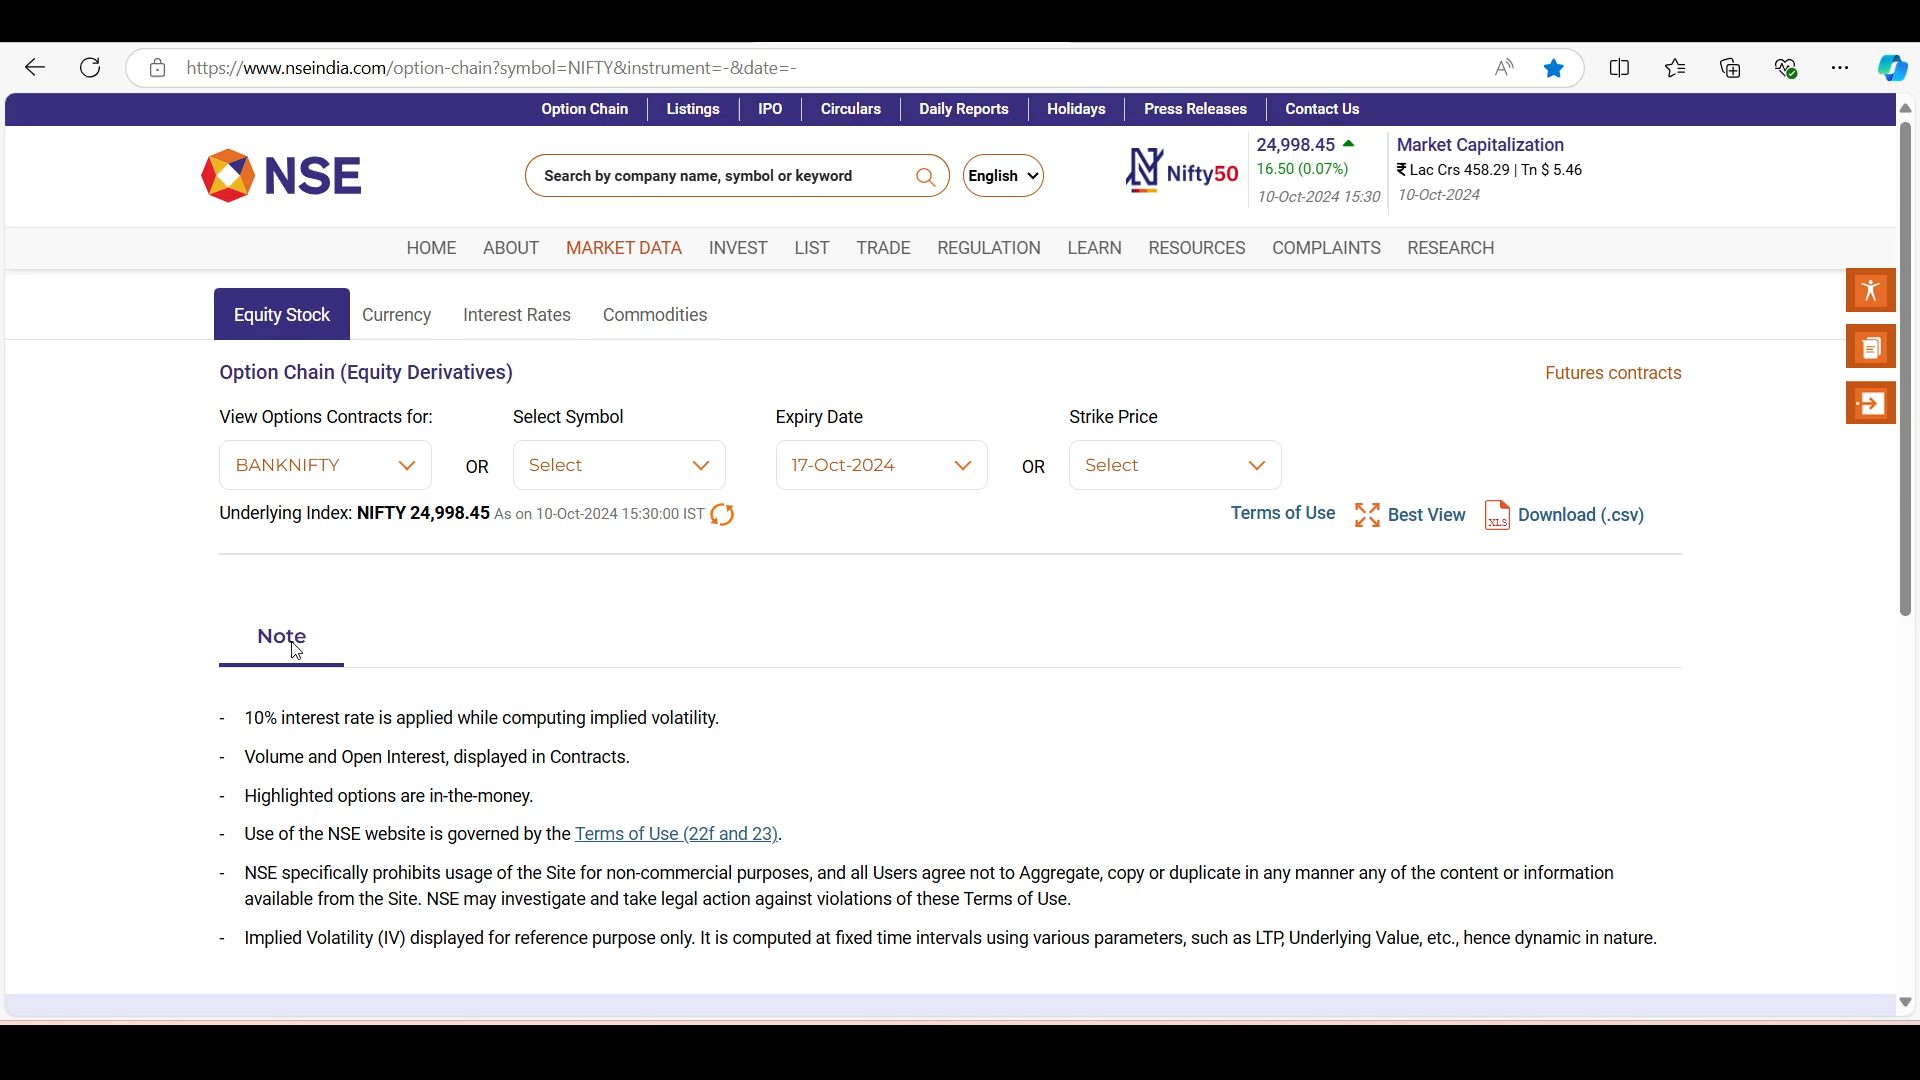 https://www.nseindia.com/option-chain?symbol=NIFTY&instrument=-&date=-
Option Chain
Listings
IPO
Circulars
Daily Reports
Holidays
Press Releases
Contact Us
NSE
Search by company name, symbol or keyword
English
Nifty50
24,998.45
16.50 (0.07%)
10-Oct-2024 15:30
Market Capitalization
₹ Lac Crs 458.29 | Tn $ 5.46
10-Oct-2024
HOME ABOUT MARKET DATA INVEST LIST TRADE REGULATION LEARN RESOURCES COMPLAINTS RESEARCH
Equity Stock Currency Interest Rates Commodities
Option Chain (Equity Derivatives)
Futures contracts
View Options Contracts for: Select Symbol Expiry Date Strike Price
BANKNIFTY OR Select 17-Oct-2024 OR Select
Underlying Index: NIFTY 24,998.45 As on 10-Oct-2024 15:30:00 IST
Terms of Use Best View XLS Download (.csv)
Note
- 10% interest rate is applied while computing implied volatility.
- Volume and Open Interest, displayed in Contracts.
- Highlighted options are in-the-money.
- Use of the NSE website is governed by the Terms of Use (22f and 23).
- NSE specifically prohibits usage of the Site for non-commercial purposes, and all Users agree not to Aggregate, copy or duplicate in any manner any of the content or information
available from the Site. NSE may investigate and take legal action against violations of these Terms of Use.
- Implied Volatility (IV) displayed for reference purpose only. It is computed at fixed time intervals using various parameters, such as LTP, Underlying Value, etc., hence dynamic in nature.